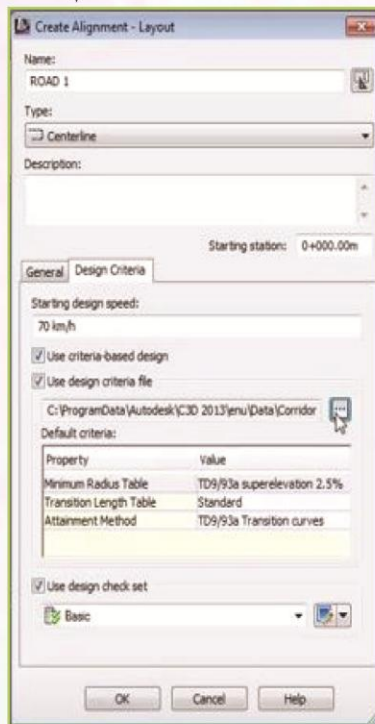 Create Alignment - Layout
Name:
ROAD 1
Type:
Centerline
Description:
Starting station: 0+000.00m
General Design Criteria
Starting design speed:
70 km/h
Use criteria-based design
Use design criteria file
C:\ProgramData\Autodesk\C3D 2013\enu\Data\Corridor
...
Default criteria:
Property Value
Minimum Radius Table TD9/93a superelevation 2.5%
Transition Length Table Standard
Attainment Method TD9/93a Transition curves
Use design check set
Basic
OK Cancel Help